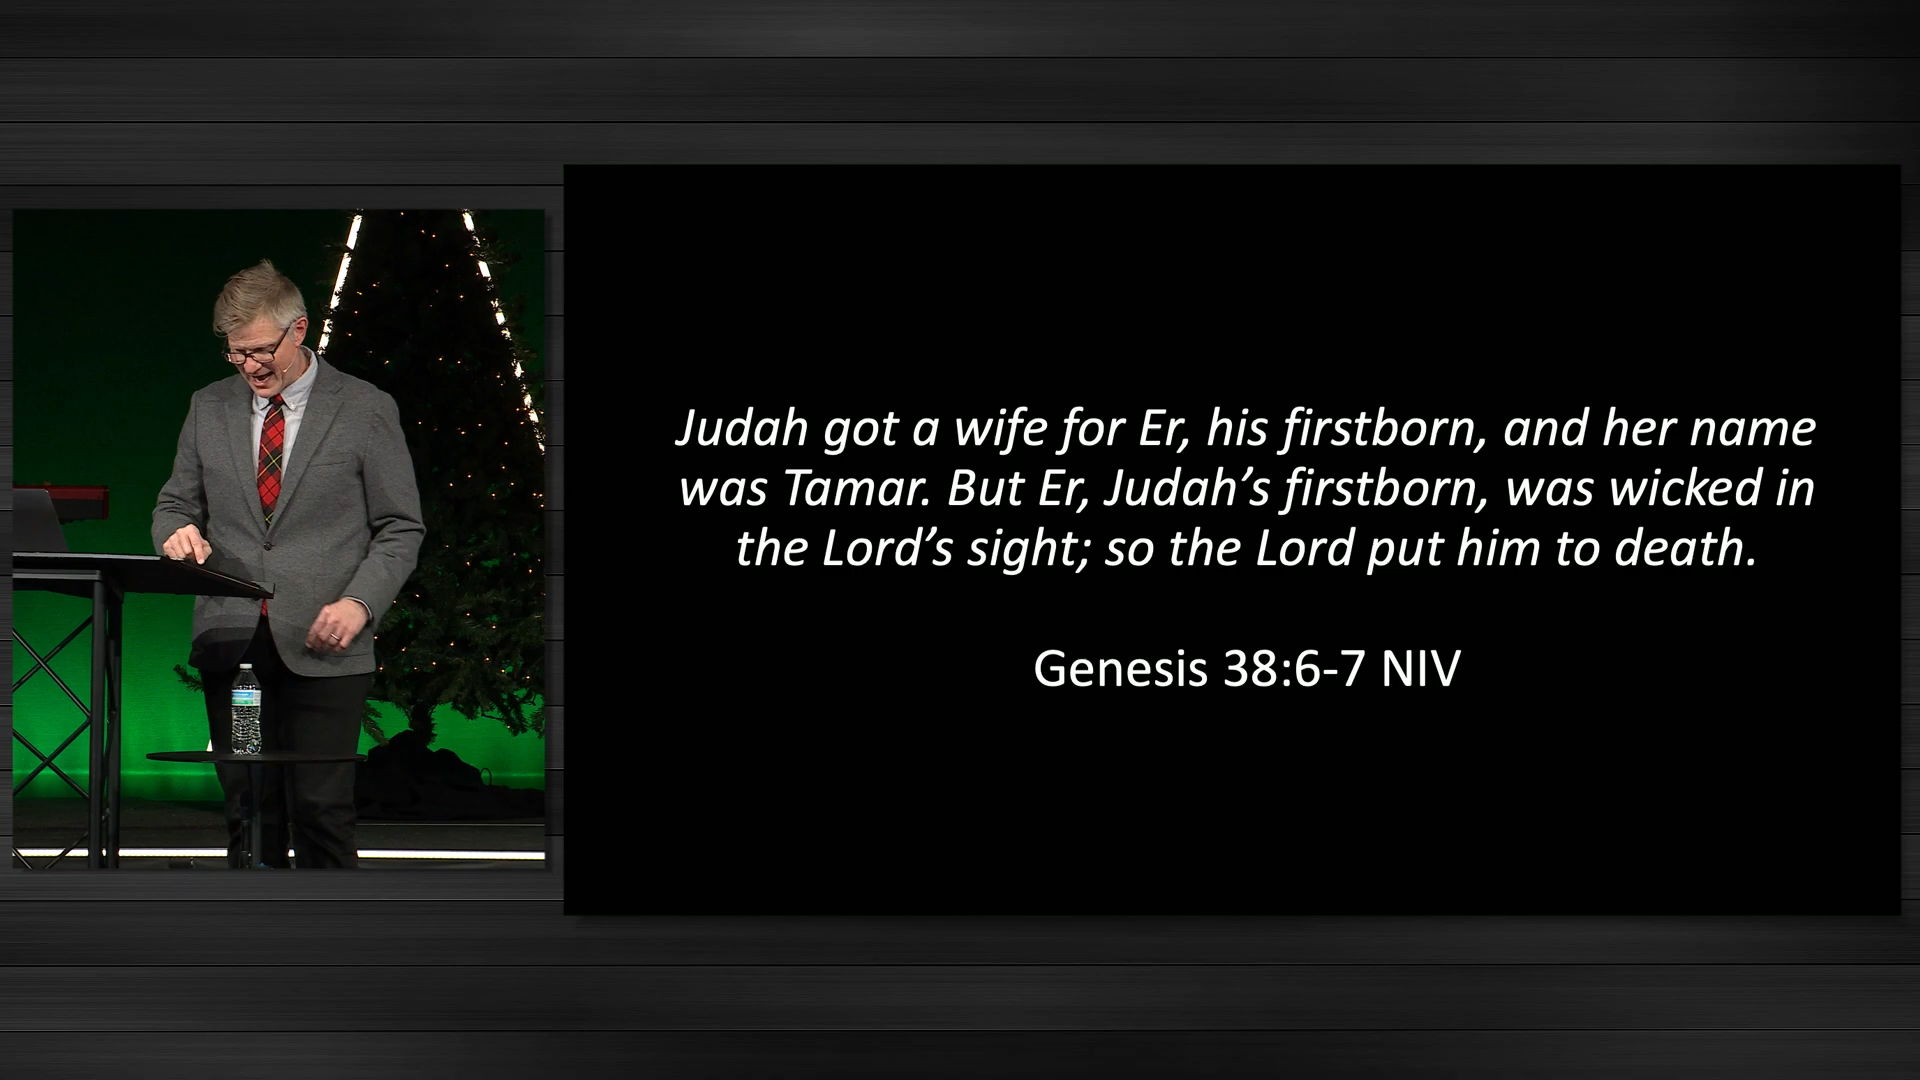 Judah got a wife for Er, his firstborn, and her name
was Tamar. But Er, Judah’s firstborn, was wicked in
the Lord’s sight; so the Lord put him to death.
Genesis 38:6-7 NIV